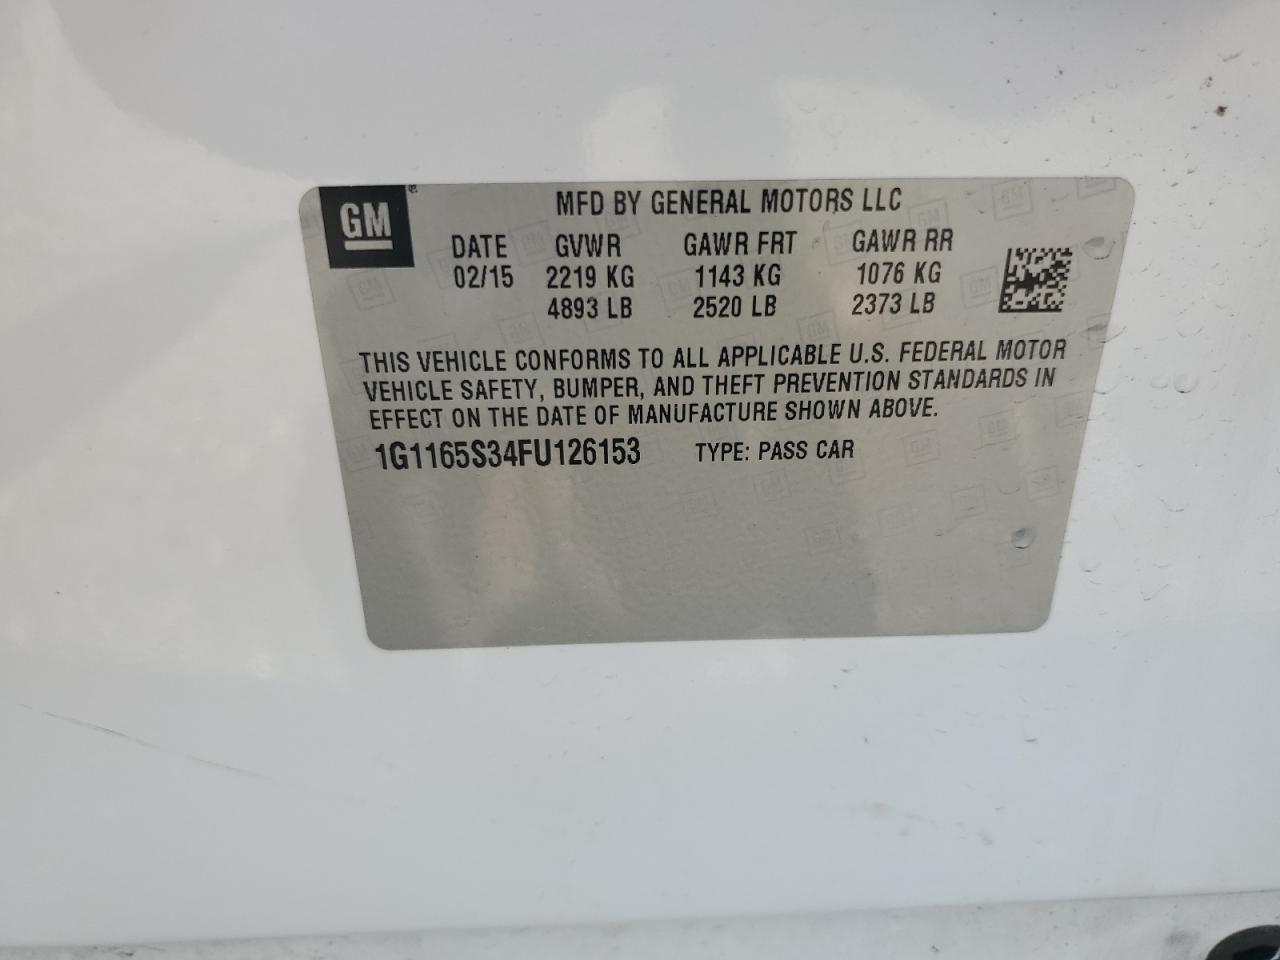 GM
MFD BY GENERAL MOTORS LLC
DATE GVWR GAWR FRT GAWR RR
02/15 2219 KG 1143 KG 1076 KG
4893 LB 2520 LB 2373 LB
THIS VEHICLE CONFORMS TO ALL APPLICABLE U.S. FEDERAL MOTOR
VEHICLE SAFETY, BUMPER, AND THEFT PREVENTION STANDARDS IN
EFFECT ON THE DATE OF MANUFACTURE SHOWN ABOVE.
1G1165S34FU126153 TYPE: PASS CAR